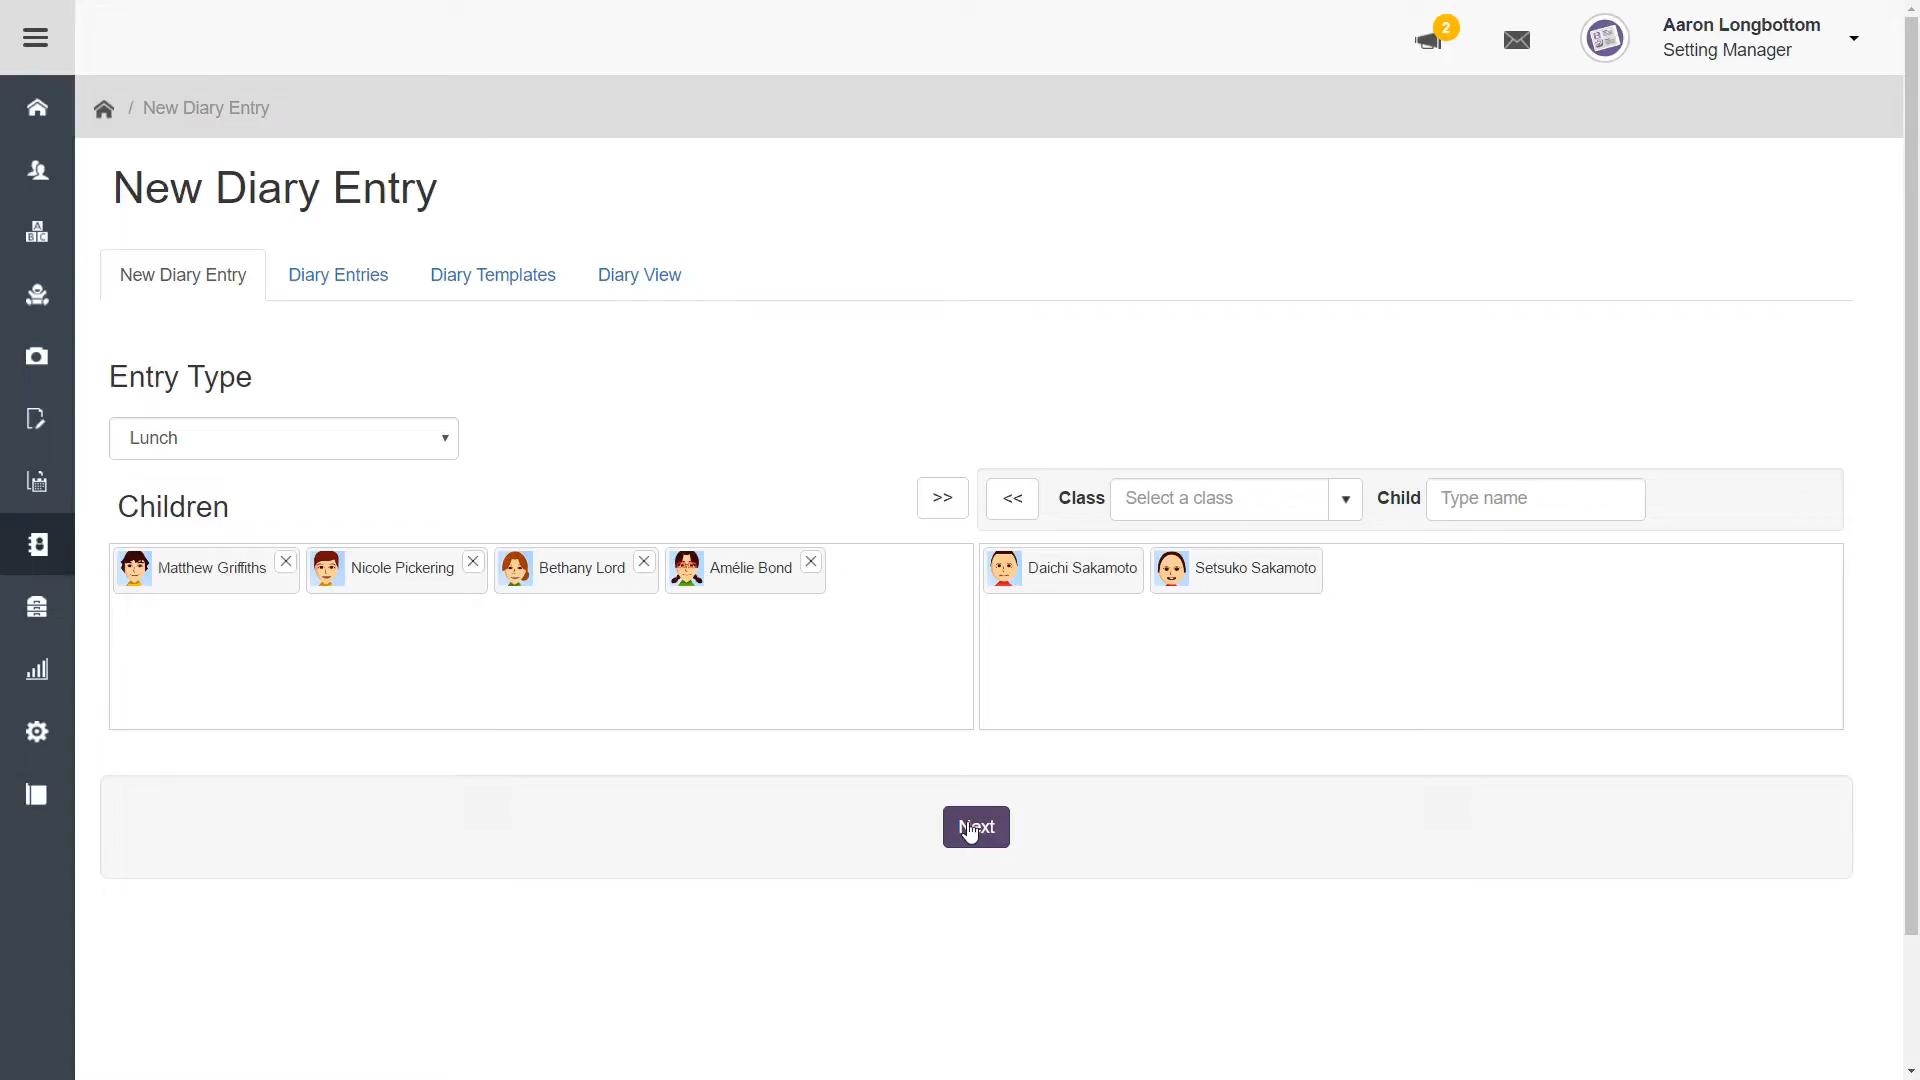 2
Aaron Longbottom
Setting Manager
/ New Diary Entry
New Diary Entry
New Diary Entry Diary Entries Diary Templates Diary View
Entry Type
Lunch
Children
>> << Class Select a class Child Type name
Matthew Griffiths Nicole Pickering Bethany Lord Amélie Bond Daichi Sakamoto Setsuko Sakamoto
Next